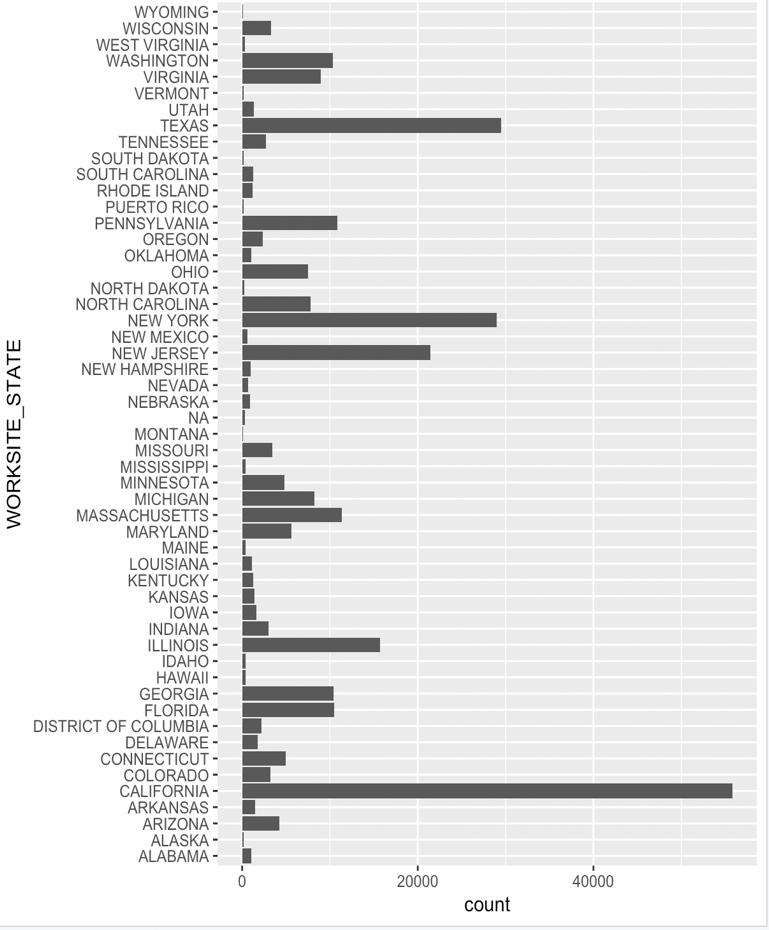 WYOMING
WISCONSIN
WEST VIRGINIA
WASHINGTON
VIRGINIA
VERMONT
UTAH
TEXAS
TENNESSEE
SOUTH DAKOTA
SOUTH CAROLINA
RHODE ISLAND
PUERTO RICO
PENNSYLVANIA
OREGON
OKLAHOMA
OHIO
NORTH DAKOTA
NORTH CAROLINA
NEW YORK
NEW MEXICO
NEW JERSEY
NEW HAMPSHIRE
NEVADA
NEBRASKA
NA
MONTANA
MISSOURI
MISSISSIPPI
MINNESOTA
MICHIGAN
MASSACHUSETTS
MARYLAND
MAINE
LOUISIANA
KENTUCKY
KANSAS
IOWA
INDIANA
ILLINOIS
IDAHO
HAWAII
GEORGIA
FLORIDA
DISTRICT OF COLUMBIA
DELAWARE
CONNECTICUT
COLORADO
CALIFORNIA
ARKANSAS
ARIZONA
ALASKA
ALABAMA
WORKSITE_STATE
0 20000 40000
count